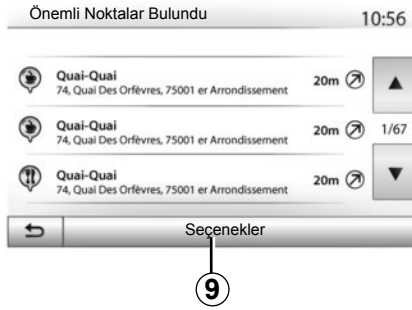 Önemli Noktalar Bulundu 10:56
Quai-Quai
74, Quai Des Orfèvres, 75001 er Arrondissement 20m
Quai-Quai
74, Quai Des Orfèvres, 75001 er Arrondissement 20m
1/67
Quai-Quai
74, Quai Des Orfèvres, 75001 er Arrondissement 20m
Seçenekler
9